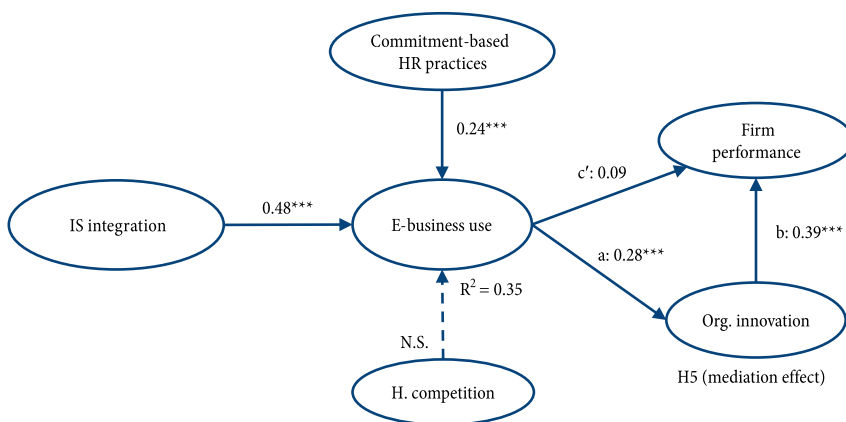 Commitment-based
HR practices
0.24***
Firm
performance
c′: 0.09
IS integration
0.48***
E-business use
b: 0.39***
a: 0.28***
R² = 0.35
Org. innovation
N.S.
H5 (mediation effect)
H. competition